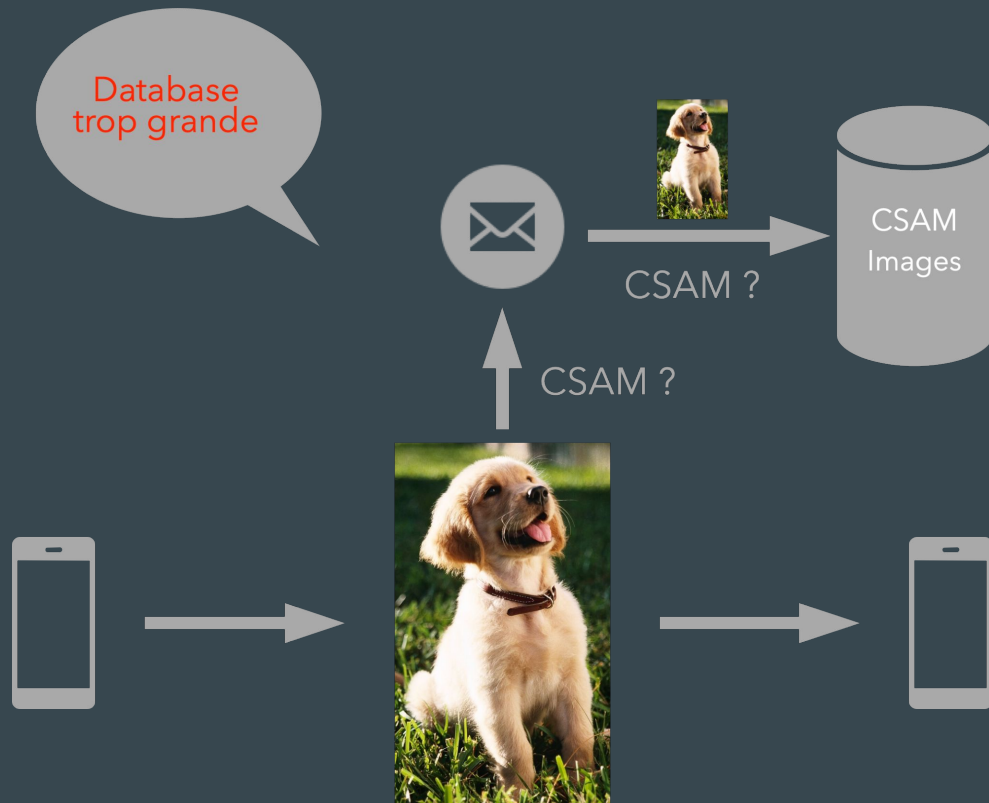 Database
trop grande
CSAM ?
CSAM
Images
CSAM ?